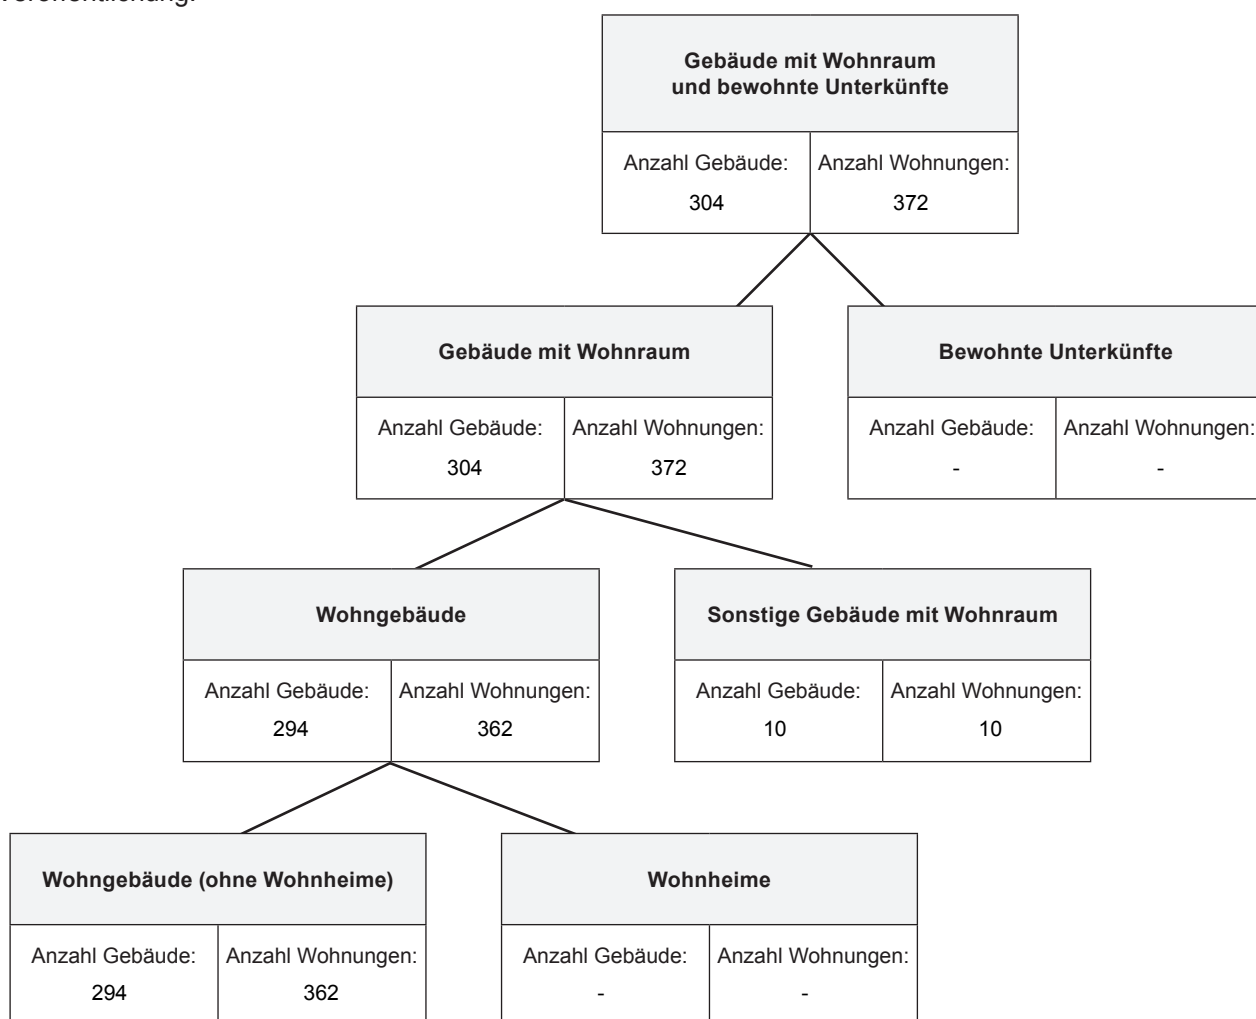 Veröffentlichung.
Gebäude mit Wohnraum
und bewohnte Unterkünfte
Anzahl Gebäude: Anzahl Wohnungen:
304 372
Gebäude mit Wohnraum
Bewohnte Unterkünfte
Anzahl Gebäude: Anzahl Wohnungen:
304 372
Anzahl Gebäude: Anzahl Wohnungen:
- -
Wohngebäude
Sonstige Gebäude mit Wohnraum
Anzahl Gebäude: Anzahl Wohnungen:
294 362
Anzahl Gebäude: Anzahl Wohnungen:
10 10
Wohngebäude (ohne Wohnheime)
Wohnheime
Anzahl Gebäude: Anzahl Wohnungen:
294 362
Anzahl Gebäude: Anzahl Wohnungen:
- -